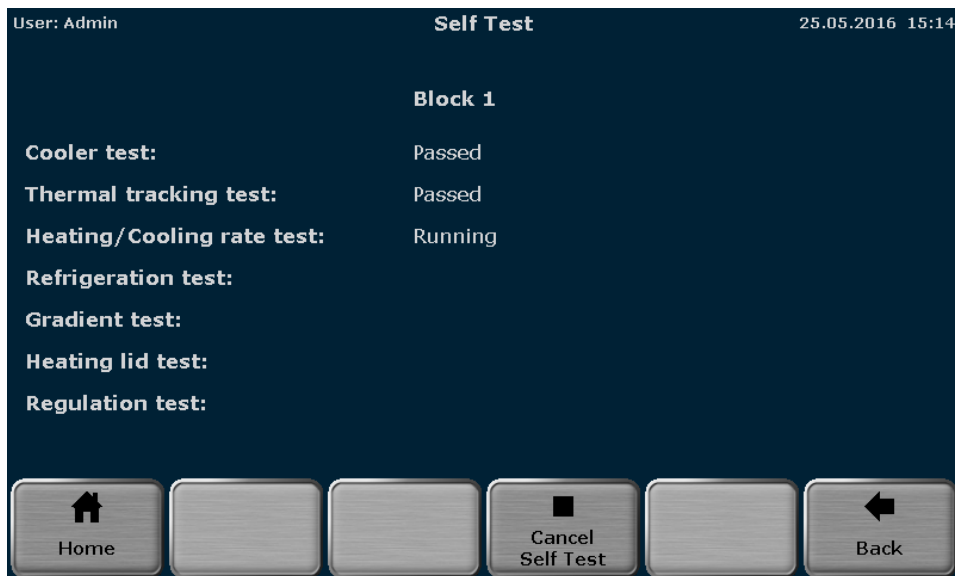 User: Admin Self Test 25.05.2016 15:14
Block 1
Cooler test: Passed
Thermal tracking test: Passed
Heating/Cooling rate test: Running
Refrigeration test:
Gradient test:
Heating lid test:
Regulation test:
Home
Cancel
Self Test
Back